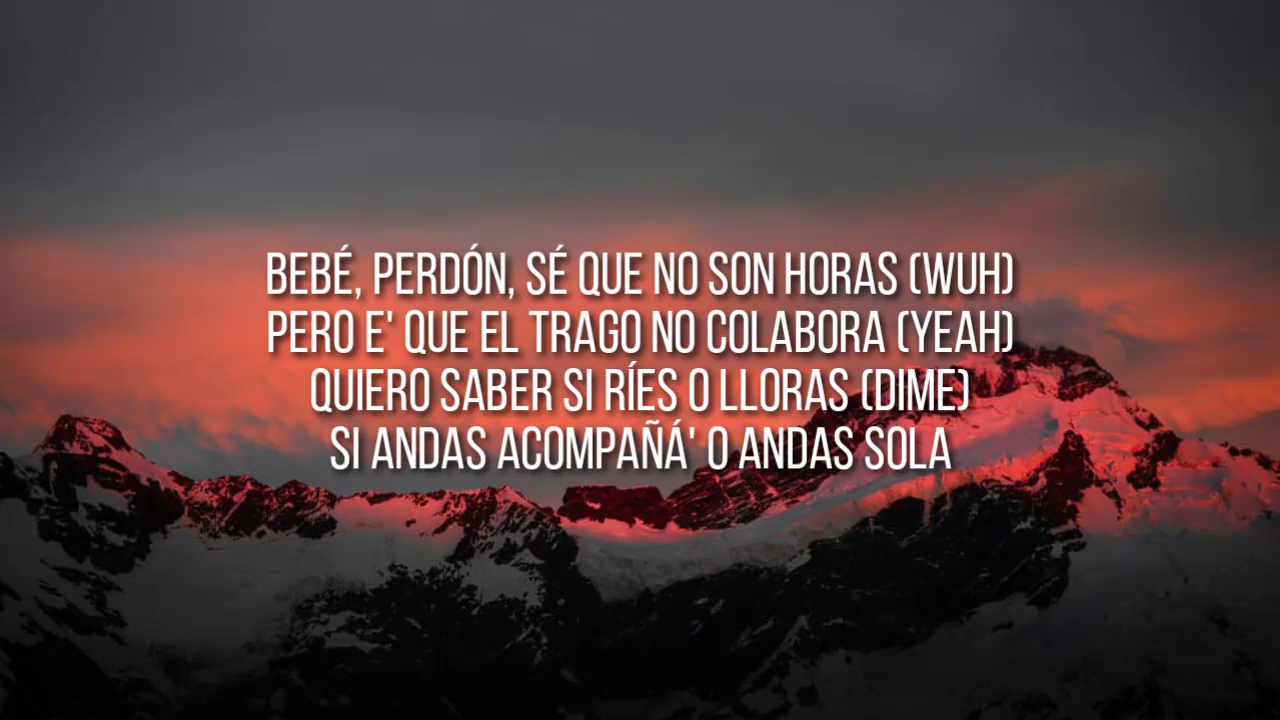 BEBÉ, PERDÓN, SÉ QUE NO SON HORAS (WUH)
PERO E' QUE EL TRAGO NO COLABORA (YEAH)
QUIERO SABER SI RÍES O LLORAS (DIME)
SI ANDAS ACOMPAÑÁ' O ANDAS SOLA